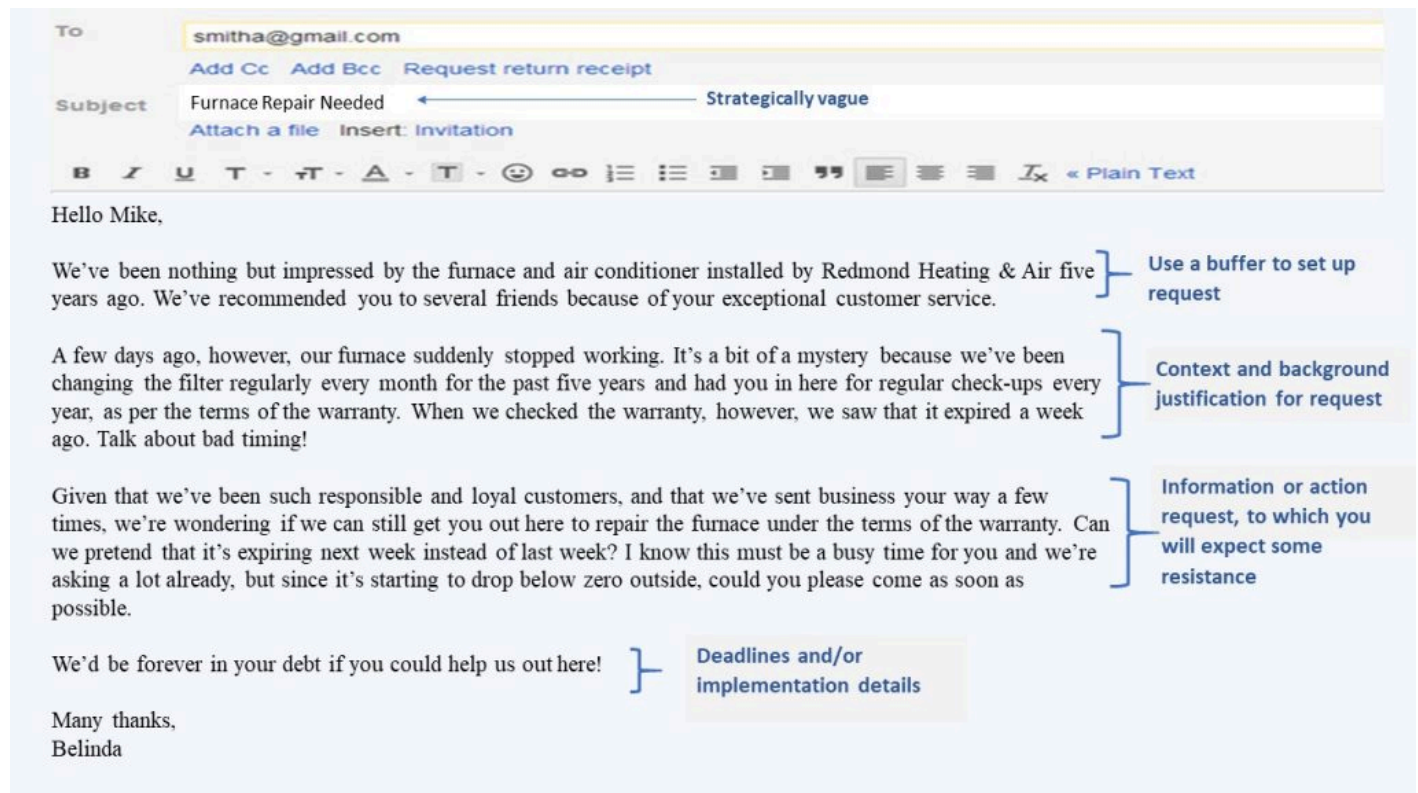 To
smitha@gmail.com
Add Cc Add Bcc Request return receipt
Subject
Furnace Repair Needed
Strategically vague
Attach a file Insert: Invitation
B I U T - тT - A - T - « Plain Text
Hello Mike,
We've been nothing but impressed by the furnace and air conditioner installed by Redmond Heating & Air five
years ago. We've recommended you to several friends because of your exceptional customer service.
Use a buffer to set up
request
A few days ago, however, our furnace suddenly stopped working. It's a bit of a mystery because we've been
changing the filter regularly every month for the past five years and had you in here for regular check-ups every
year, as per the terms of the warranty. When we checked the warranty, however, we saw that it expired a week
ago. Talk about bad timing!
Context and background
justification for request
Given that we've been such responsible and loyal customers, and that we've sent business your way a few
times, we're wondering if we can still get you out here to repair the furnace under the terms of the warranty. Can
we pretend that it's expiring next week instead of last week? I know this must be a busy time for you and we're
asking a lot already, but since it's starting to drop below zero outside, could you please come as soon as
possible.
Information or action
request, to which you
will expect some
resistance
We'd be forever in your debt if you could help us out here!
Deadlines and/or
implementation details
Many thanks,
Belinda